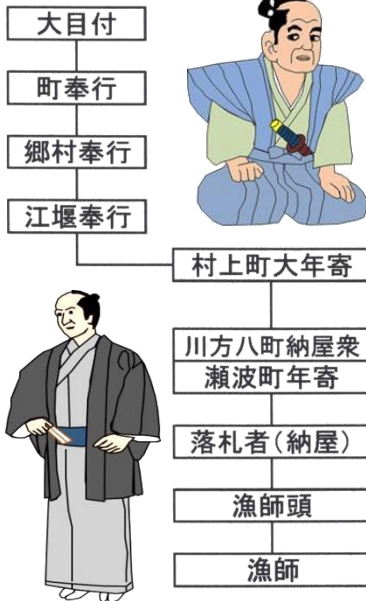 大目付
町奉行
郷村奉行
江堰奉行
村上町大年寄
川方八町納屋衆
瀬波町年寄
落札者(納屋)
漁師頭
漁師